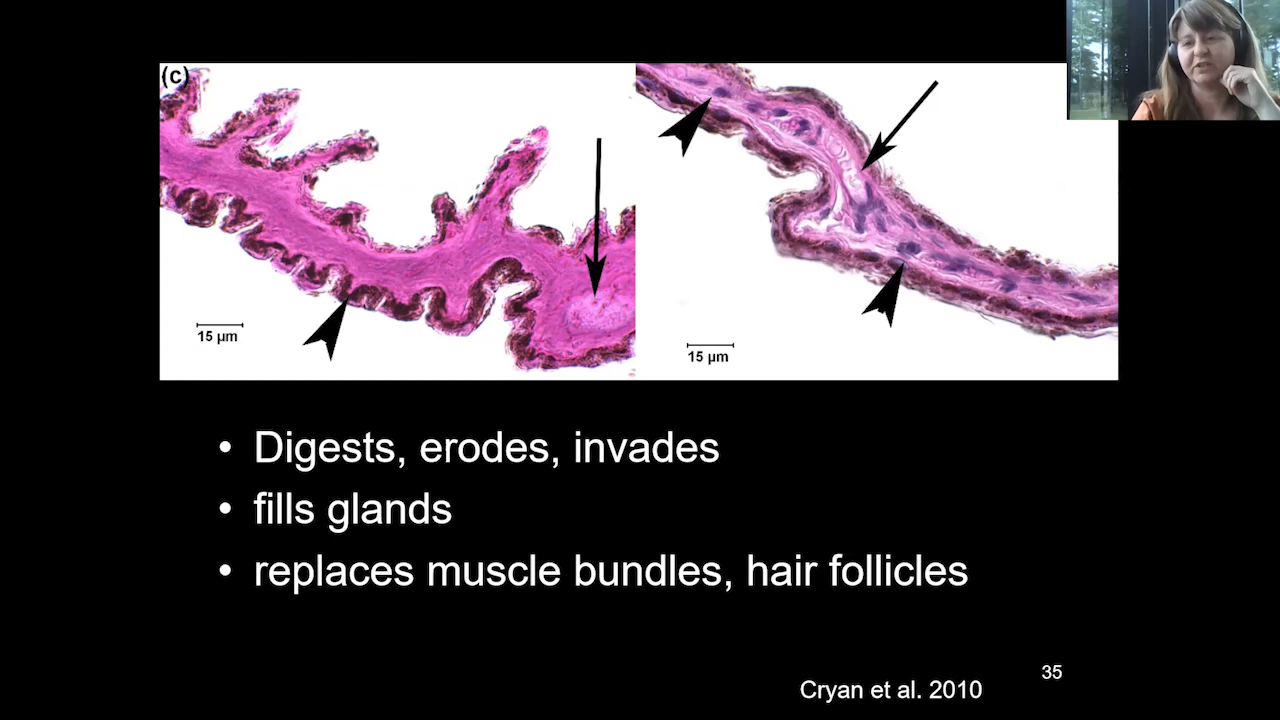 (c)
15 µm
15 µm
• Digests, erodes, invades
• fills glands
• replaces muscle bundles, hair follicles
35
Cryan et al. 2010